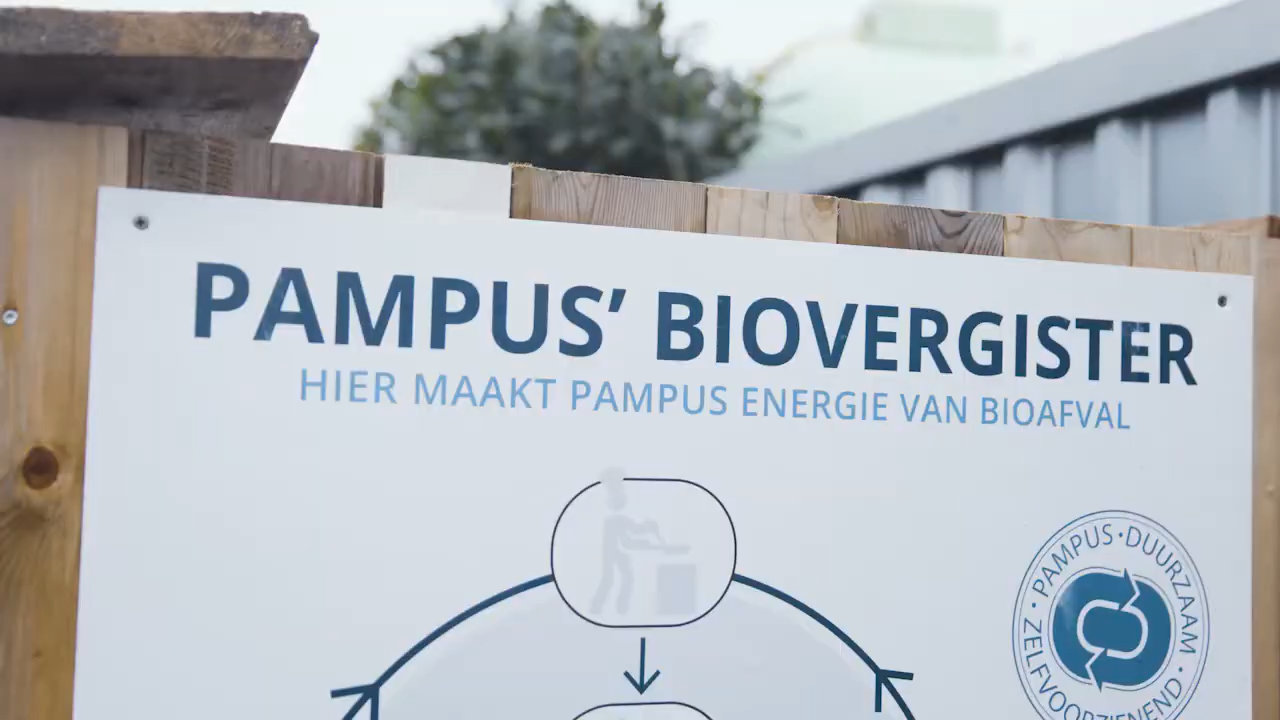 PAMPUS’ BIOVERGISTER
HIER MAAKT PAMPUS ENERGIE VAN BIOAFVAL
· PAMPUS · DUURZAAM · ZELFVOORZIENEND